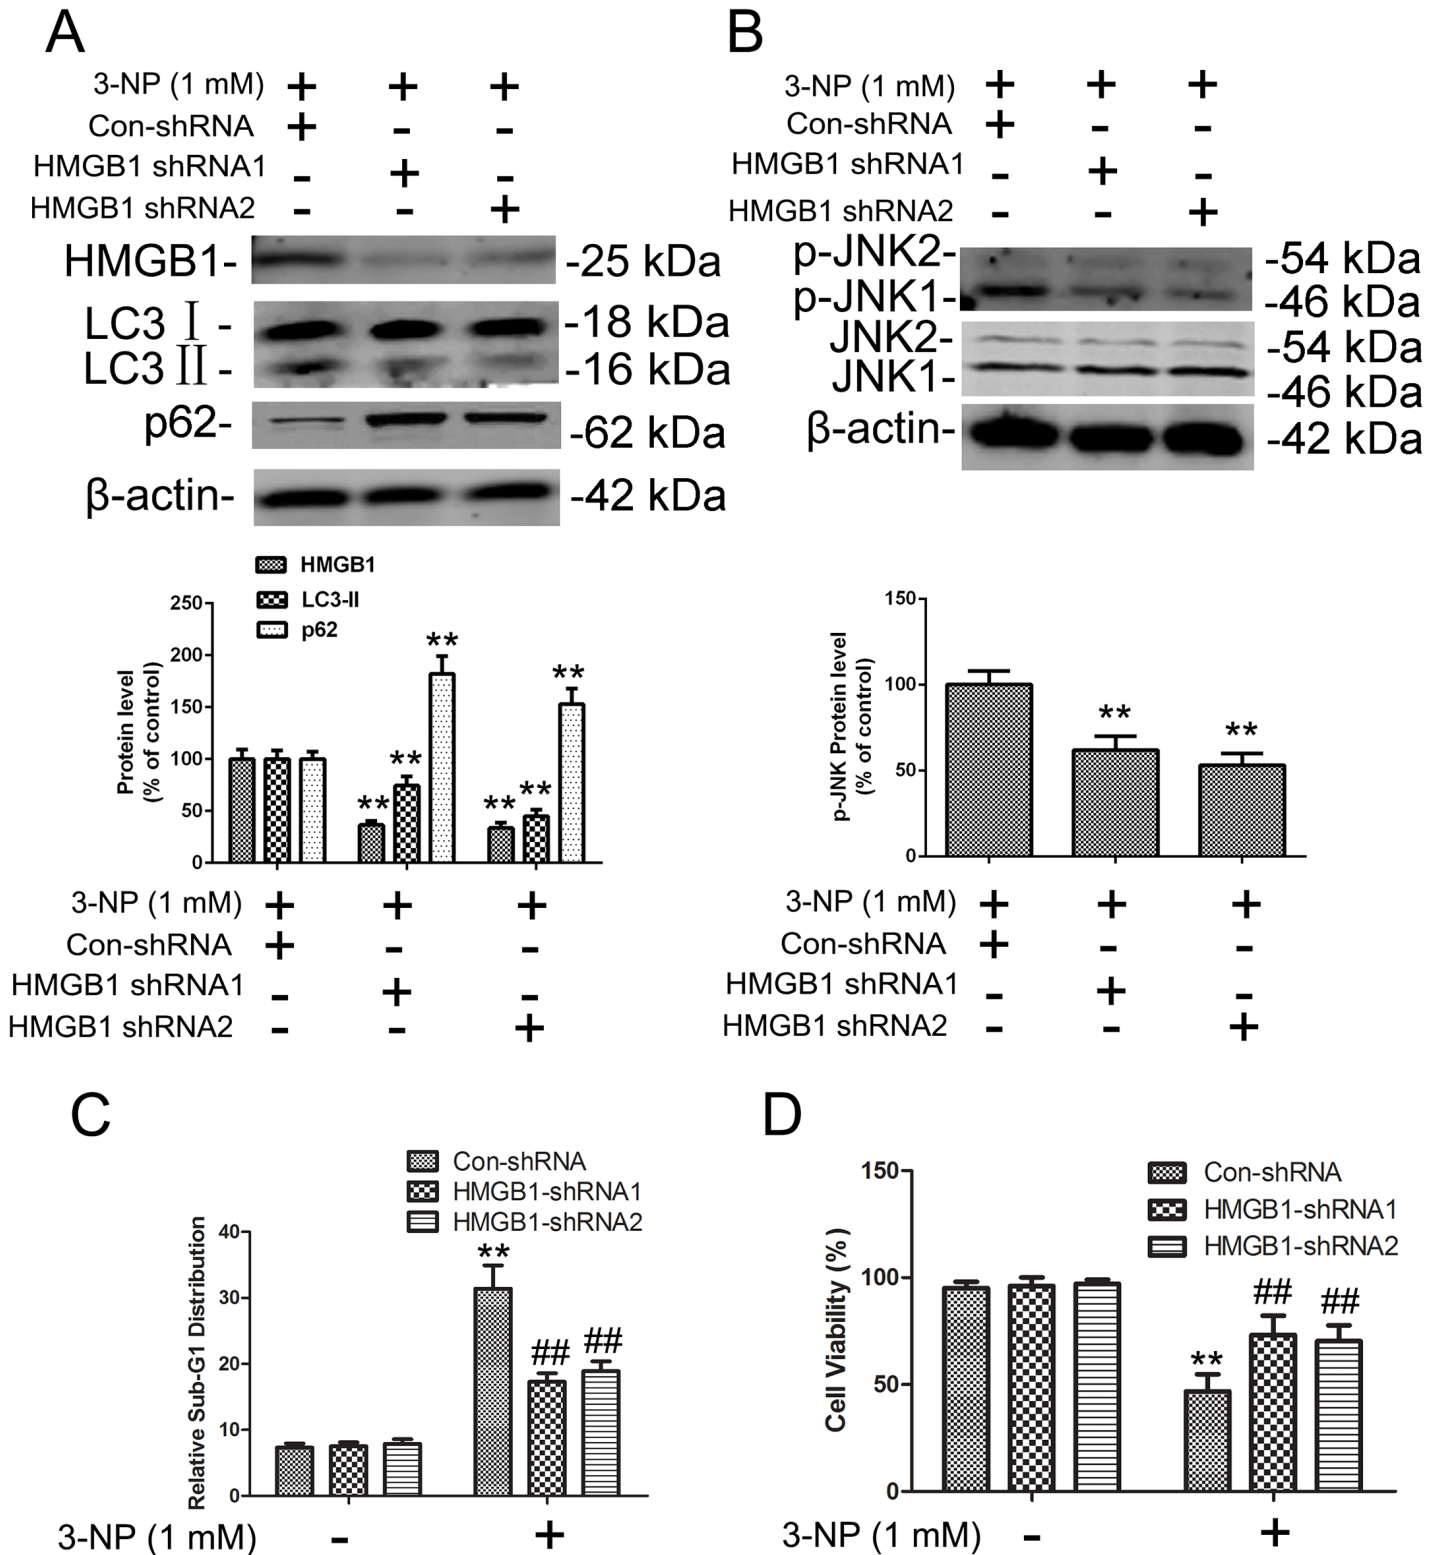 A
3-NP (1 mM) + + +
Con-shRNA + - -
HMGB1 shRNA1 - + -
HMGB1 shRNA2 - - +
HMGB1- -25 kDa
LC3 I - -18 kDa
LC3 II - -16 kDa
p62- -62 kDa
β-actin- -42 kDa
HMGB1
LC3-II
p62
Protein level
(% of control)
250
200
150
100
50
0
** ** **
** ** **
3-NP (1 mM) + + +
Con-shRNA + - -
HMGB1 shRNA1 - + -
HMGB1 shRNA2 - - +
B
3-NP (1 mM) + + +
Con-shRNA + - -
HMGB1 shRNA1 - + -
HMGB1 shRNA2 - - +
p-JNK2- -54 kDa
p-JNK1- -46 kDa
JNK2- -54 kDa
JNK1- -46 kDa
β-actin- -42 kDa
p-JNK Protein level
(% of control)
150
100
50
0
** **
3-NP (1 mM) + + +
Con-shRNA + - -
HMGB1 shRNA1 - + -
HMGB1 shRNA2 - - +
C
Con-shRNA
HMGB1-shRNA1
HMGB1-shRNA2
Relative Sub-G1 Distribution
40
30
20
10
0
** ## ##
3-NP (1 mM) - +
D
Con-shRNA
HMGB1-shRNA1
HMGB1-shRNA2
Cell Viability (%)
150
100
50
0
** ## ##
3-NP (1 mM) - +